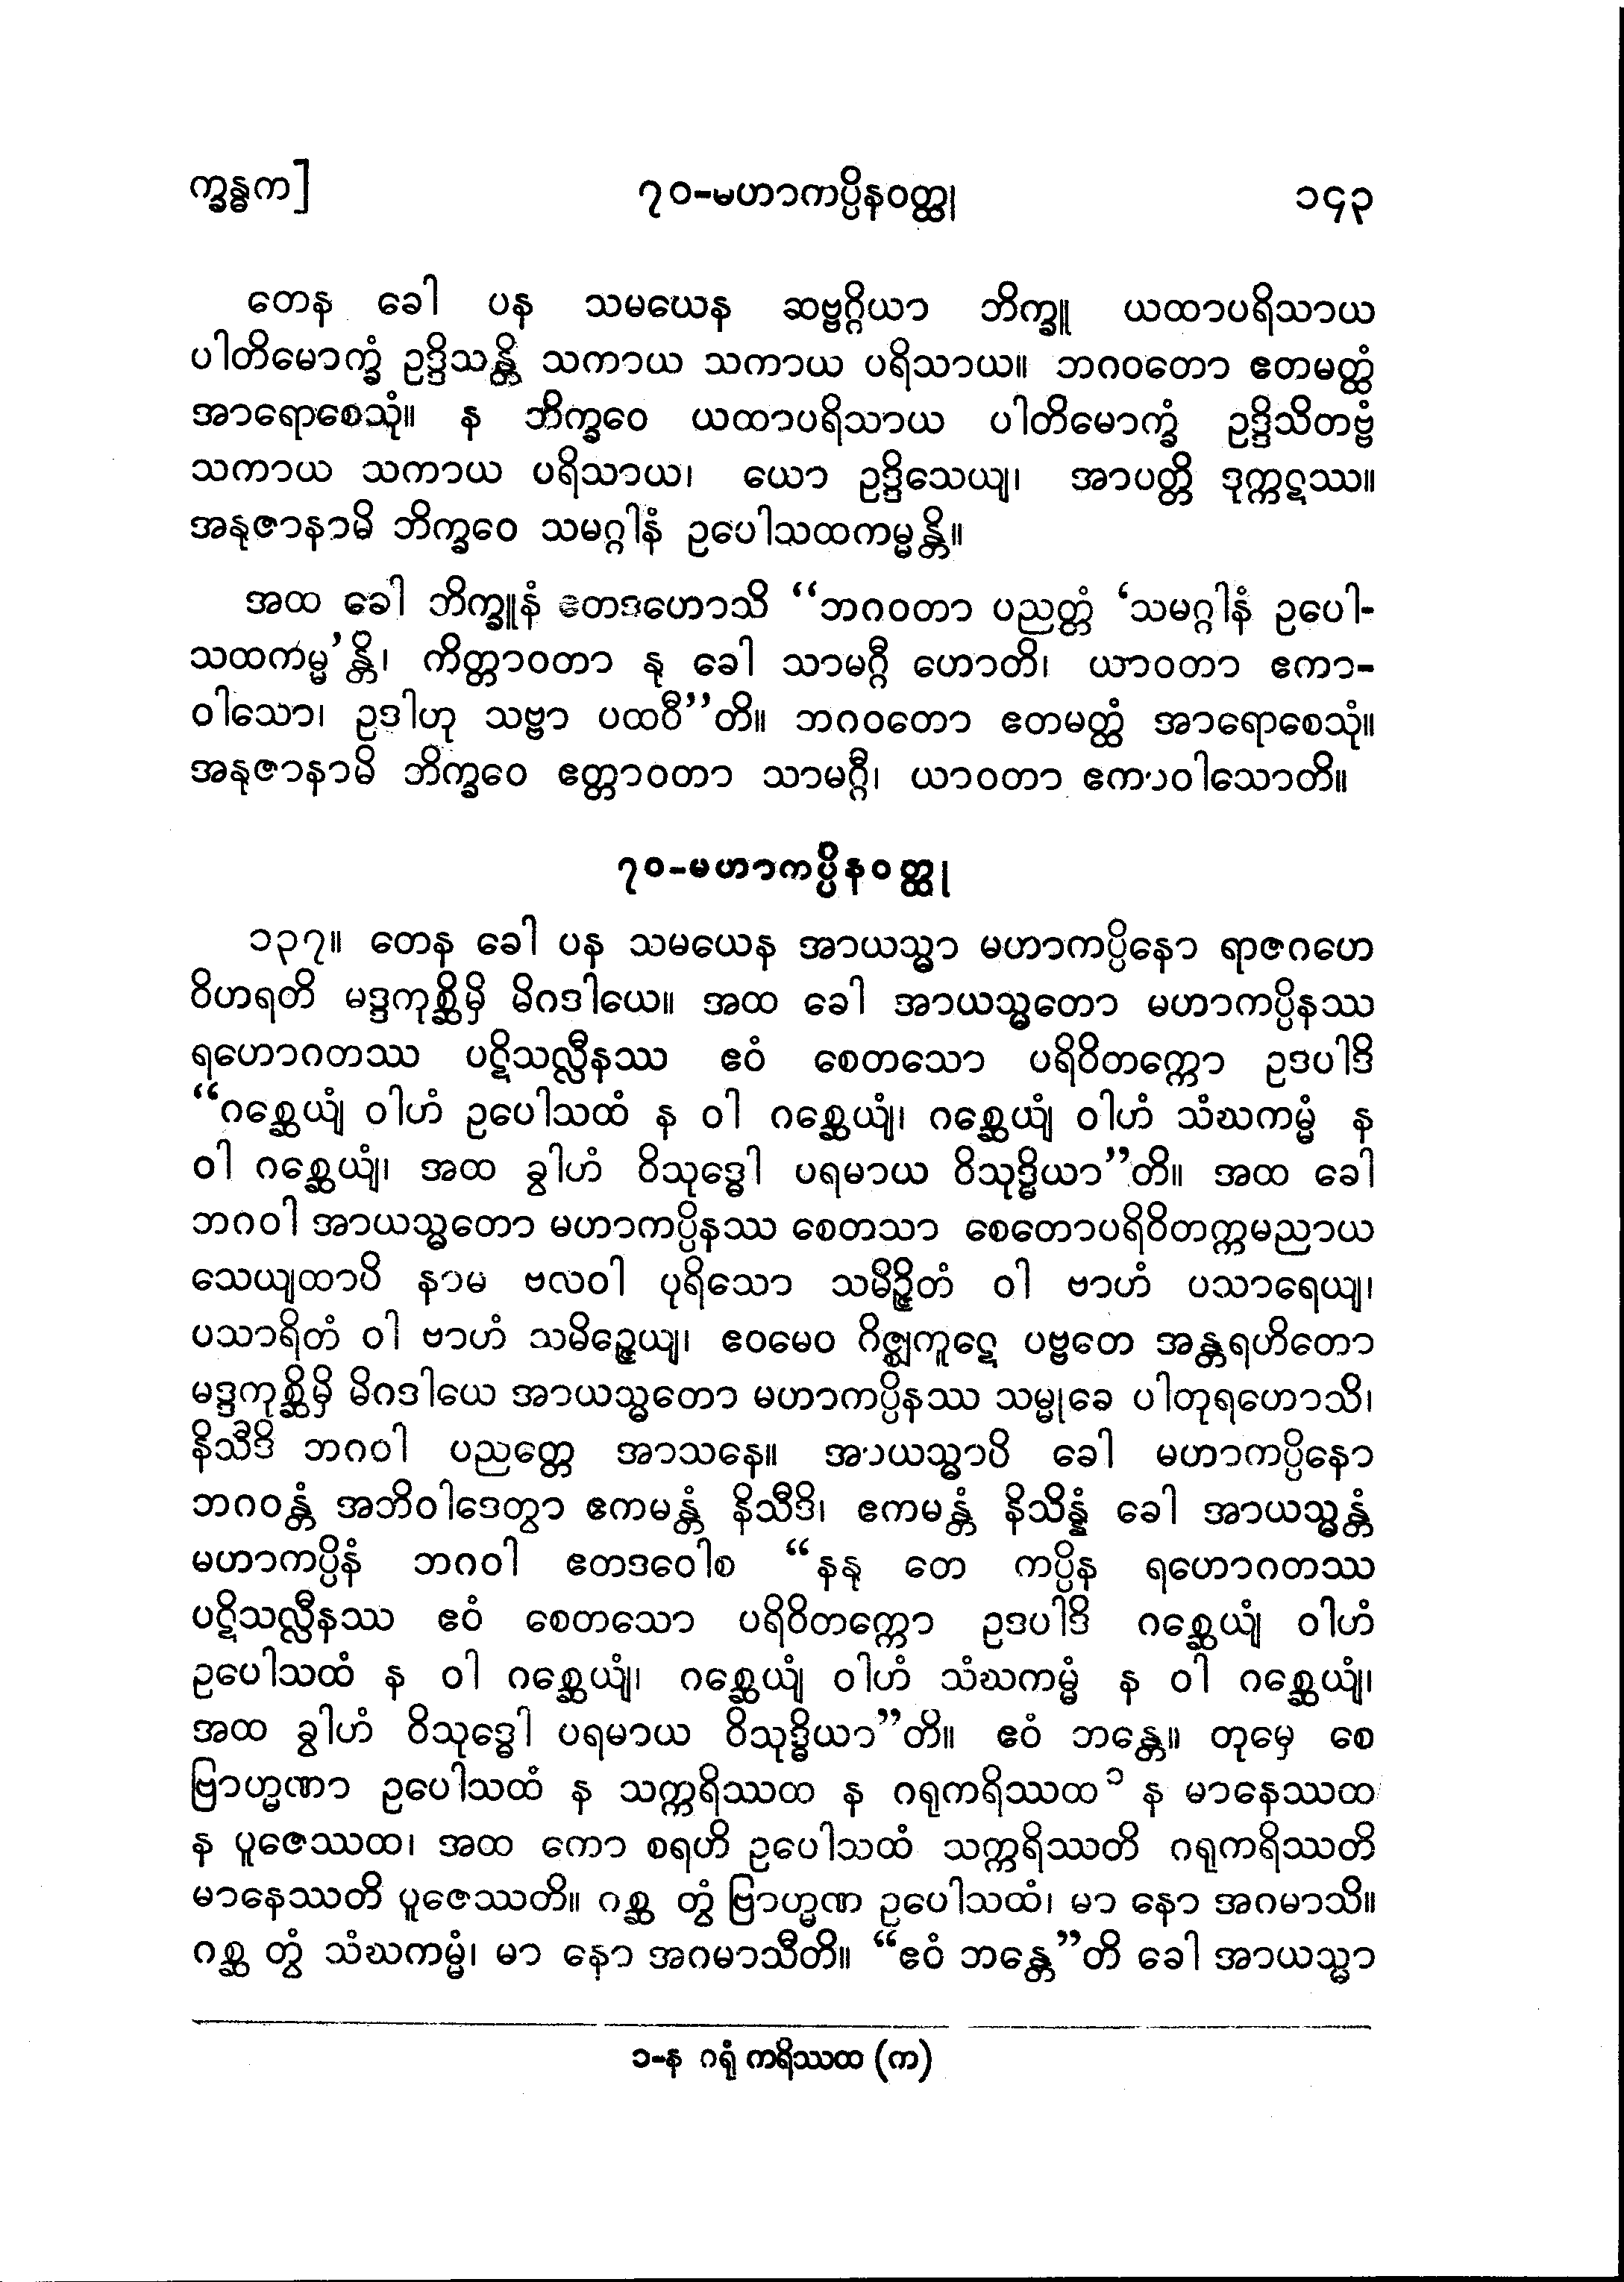 က္ခန္ဓက]
၇၀-မဟာကပ္ပိနဝတ္ထု
၁၄၃
တေန ခေါ ပန သမယေန ဆဗ္ဗဂ္ဂိယာ ဘိက္ခူ ယထာပရိသာယ
ပါတိမောက္ခံ ဥဒ္ဒိသန္တိ သကာယ သကာယ ပရိသာယ။ ဘဂဝတော ဧတမတ္ထံ
အာရောစေသုံ။ န ဘိက္ခဝေ ယထာပရိသာယ ပါတိမောက္ခံ ဥဒ္ဒိသိတဗ္ဗံ
သကာယ သကာယ ပရိသာယ၊ ယော ဥဒ္ဒိသေယျ၊ အာပတ္တိ ဒုက္ကဋဿ။
အနုဇာနာမိ ဘိက္ခဝေ သမဂ္ဂါနံ ဥပေါသထကမ္မန္တိ။
အထ ခေါ ဘိက္ခူနံ ဧတဒဟောသိ “ဘဂဝတာ ပညတ္တံ ‘သမဂ္ဂါနံ ဥပေါ-
သထကမ္မ’န္တိ၊ ကိတ္တာဝတာ နု ခေါ သာမဂ္ဂီ ဟောတိ၊ ယာဝတာ ဧကာ-
ဝါသော၊ ဥဒါဟု သဗ္ဗာ ပထဝီ”တိ။ ဘဂဝတော ဧတမတ္ထံ အာရောစေသုံ။
အနုဇာနာမိ ဘိက္ခဝေ ဧတ္တာဝတာ သာမဂ္ဂီ၊ ယာဝတာ ဧကာဝါသောတိ။
၇၀-မဟာကပ္ပိနဝတ္ထု
၁၃၇။ တေန ခေါ ပန သမယေန အာယသ္မာ မဟာကပ္ပိနော ရာဇဂဟေ
ဝိဟရတိ မဒ္ဒကုစ္ဆိမှိ မိဂဒါယေ။ အထ ခေါ အာယသ္မတော မဟာကပ္ပိနဿ
ရဟောဂတဿ ပဋိသလ္လီနဿ ဧဝံ စေတသော ပရိဝိတက္ကော ဥဒပါဒိ
“ဂစ္ဆေယျံ ဝါဟံ ဥပေါသထံ န ဝါ ဂစ္ဆေယျံ၊ ဂစ္ဆေယျံ ဝါဟံ သံဃကမ္မံ န
ဝါ ဂစ္ဆေယျံ၊ အထ ခွါဟံ ဝိသုဒ္ဓေါ ပရမာယ ဝိသုဒ္ဓိယာ”တိ။ အထ ခေါ
ဘဂဝါ အာယသ္မတော မဟာကပ္ပိနဿ စေတသာ စေတောပရိဝိတက္ကမညာယ
သေယျထာပိ နာမ ဗလဝါ ပုရိသော သမိဉ္ဇိတံ ဝါ ဗာဟံ ပသာရေယျ၊
ပသာရိတံ ဝါ ဗာဟံ သမိဉ္ဇေယျ၊ ဧဝမေဝ ဂိဇ္ဈကူဋေ ပဗ္ဗတေ အန္တရဟိတော
မဒ္ဒကုစ္ဆိမှိ မိဂဒါယေ အာယသ္မတော မဟာကပ္ပိနဿ သမ္မုခေ ပါတုရဟောသိ၊
နိသီဒိ ဘဂဝါ ပညတ္တေ အာသနေ။ အာယသ္မာပိ ခေါ မဟာကပ္ပိနော
ဘဂဝန္တံ အဘိဝါဒေတွာ ဧကမန္တံ နိသီဒိ၊ ဧကမန္တံ နိသိန္နံ ခေါ အာယသ္မန္တံ
မဟာကပ္ပိနံ ဘဂဝါ ဧတဒဝေါစ “နနု တေ ကပ္ပိန ရဟောဂတဿ
ပဋိသလ္လီနဿ ဧဝံ စေတသော ပရိဝိတက္ကော ဥဒပါဒိ ဂစ္ဆေယျံ ဝါဟံ
ဥပေါသထံ န ဝါ ဂစ္ဆေယျံ၊ ဂစ္ဆေယျံ ဝါဟံ သံဃကမ္မံ န ဝါ ဂစ္ဆေယျံ၊
အထ ခွါဟံ ဝိသုဒ္ဓေါ ပရမာယ ဝိသုဒ္ဓိယာ”တိ။ ဧဝံ ဘန္တေ။ တုမှေ စေ
ဗြာဟ္မဏာ ဥပေါသထံ န သက္ကရိဿထ န ဂရုကရိဿထ ၁ န မာနေဿထ
န ပူဇေဿထ၊ အထ ကော စရဟိ ဥပေါသထံ သက္ကရိဿတိ ဂရုကရိဿတိ
မာနေဿတိ ပူဇေဿတိ။ ဂစ္ဆ တွံ ဗြာဟ္မဏ ဥပေါသထံ၊ မာ နော အဂမာသိ။
ဂစ္ဆ တွံ သံဃကမ္မံ၊ မာ နော အဂမာသီတိ။ “ဧဝံ ဘန္တေ”တိ ခေါ အာယသ္မာ
၁-န ဂရုံ ကရိဿထ (က)